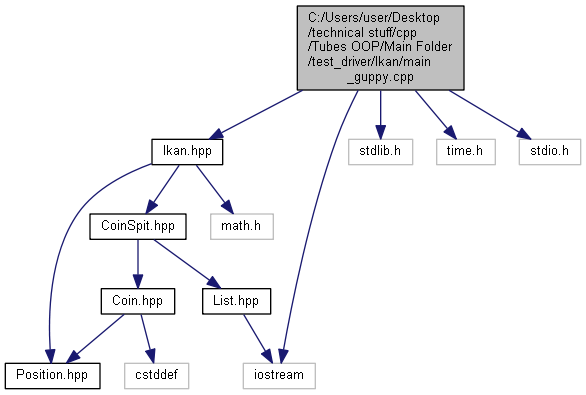 C:/Users/user/Desktop
/technical stuff/cpp
/Tubes OOP/Main Folder
/test_driver/Ikan/main
_guppy.cpp
Ikan.hpp
stdlib.h
time.h
stdio.h
CoinSpit.hpp
math.h
Coin.hpp
List.hpp
Position.hpp
cstddef
iostream